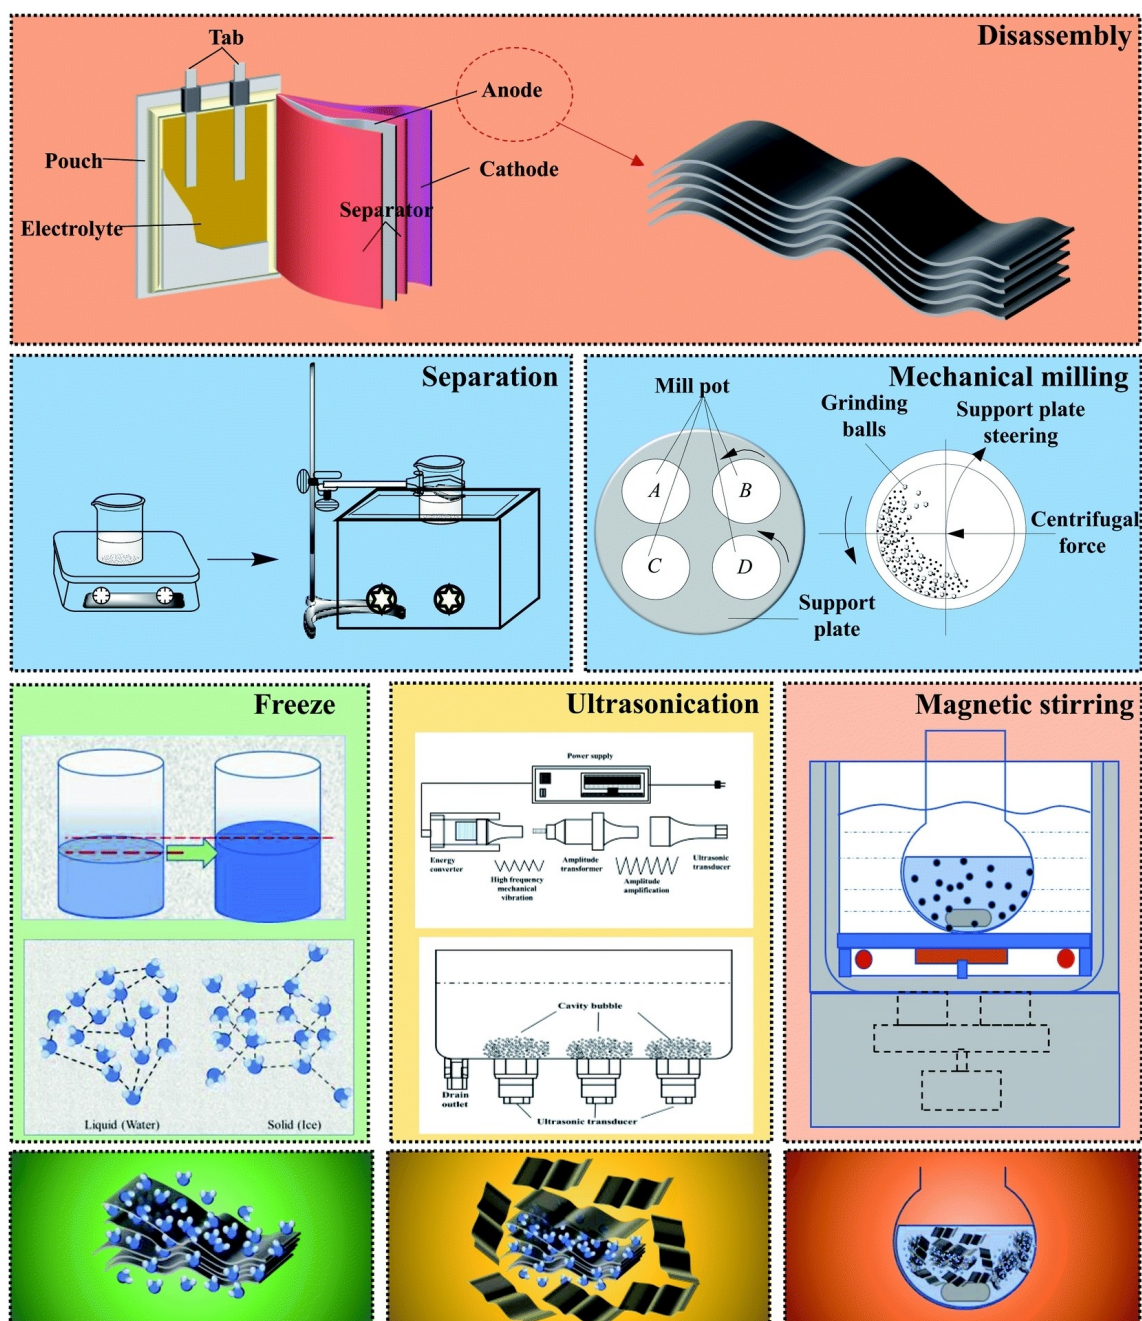 Disassembly
Tab
Anode
Pouch
Cathode
Separator
Electrolyte
Separation
Mechanical milling
Mill pot
Grinding
balls
Support plate
steering
A
B
C
D
Centrifugal
force
Support
plate
Freeze
Liquid (Water)
Solid (Ice)
Ultrasonication
Power supply
Energy
converter
High frequency
mechanical
vibration
Amplitude
transformer
Amplitude
amplification
Ultrasonic
transducer
Cavity bubble
Drain
outlet
Ultrasonic transducer
Magnetic stirring